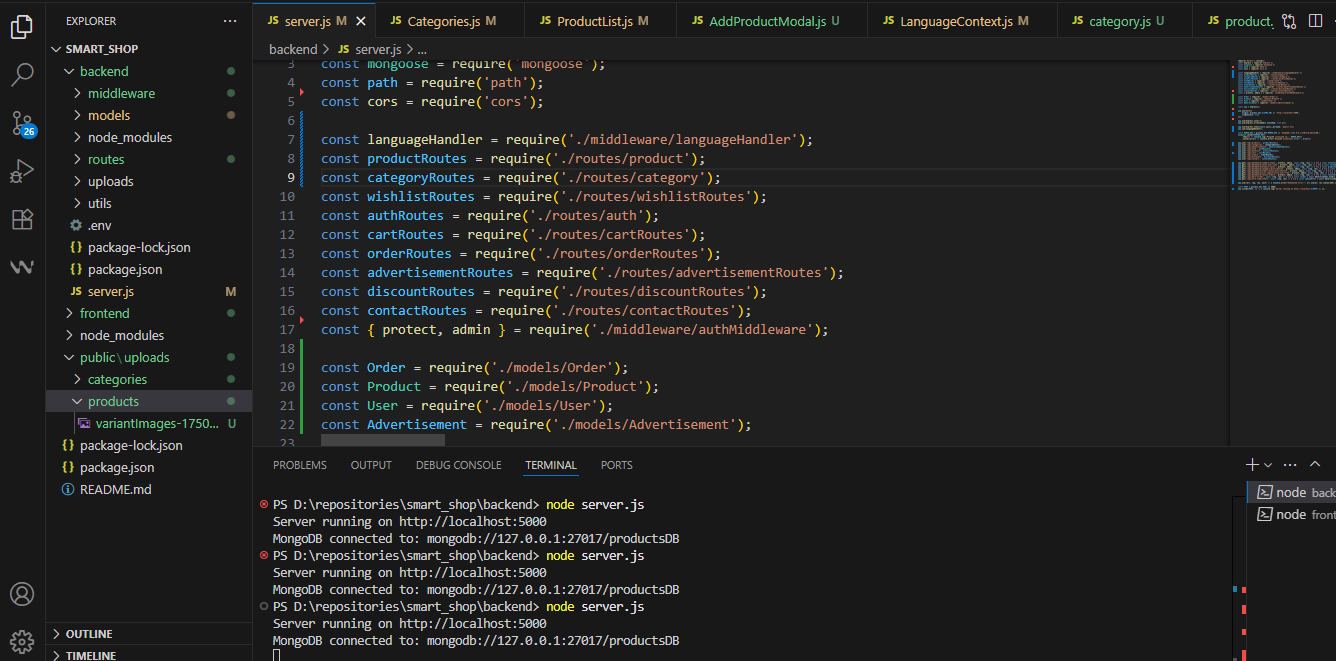 EXPLORER ...
SMART_SHOP
backend
middleware
models
node_modules
routes
uploads
utils
.env
{} package-lock.json
{} package.json
JS server.js M
frontend
node_modules
public\uploads
categories
products
variantImages-1750... U
{} package-lock.json
{} package.json
README.md
OUTLINE
TIMELINE
26
JS server.js M
JS Categories.js M
JS ProductList.js M
JS AddProductModal.js U
JS LanguageContext.js M
JS category.js U
JS product.
backend > JS server.js > ...
3 const mongoose = require('mongoose');
4 const path = require('path');
5 const cors = require('cors');
6
7 const languageHandler = require('./middleware/languageHandler');
8 const productRoutes = require('./routes/product');
9 const categoryRoutes = require('./routes/category');
10 const wishlistRoutes = require('./routes/wishlistRoutes');
11 const authRoutes = require('./routes/auth');
12 const cartRoutes = require('./routes/cartRoutes');
13 const orderRoutes = require('./routes/orderRoutes');
14 const advertisementRoutes = require('./routes/advertisementRoutes');
15 const discountRoutes = require('./routes/discountRoutes');
16 const contactRoutes = require('./routes/contactRoutes');
17 const { protect, admin } = require('./middleware/authMiddleware');
18
19 const Order = require('./models/Order');
20 const Product = require('./models/Product');
21 const User = require('./models/User');
22 const Advertisement = require('./models/Advertisement');
23
PROBLEMS OUTPUT DEBUG CONSOLE TERMINAL PORTS
PS D:\repositories\smart_shop\backend> node server.js
Server running on http://localhost:5000
MongoDB connected to: mongodb://127.0.0.1:27017/productsDB
PS D:\repositories\smart_shop\backend> node server.js
Server running on http://localhost:5000
MongoDB connected to: mongodb://127.0.0.1:27017/productsDB
PS D:\repositories\smart_shop\backend> node server.js
Server running on http://localhost:5000
MongoDB connected to: mongodb://127.0.0.1:27017/productsDB
node back
node front